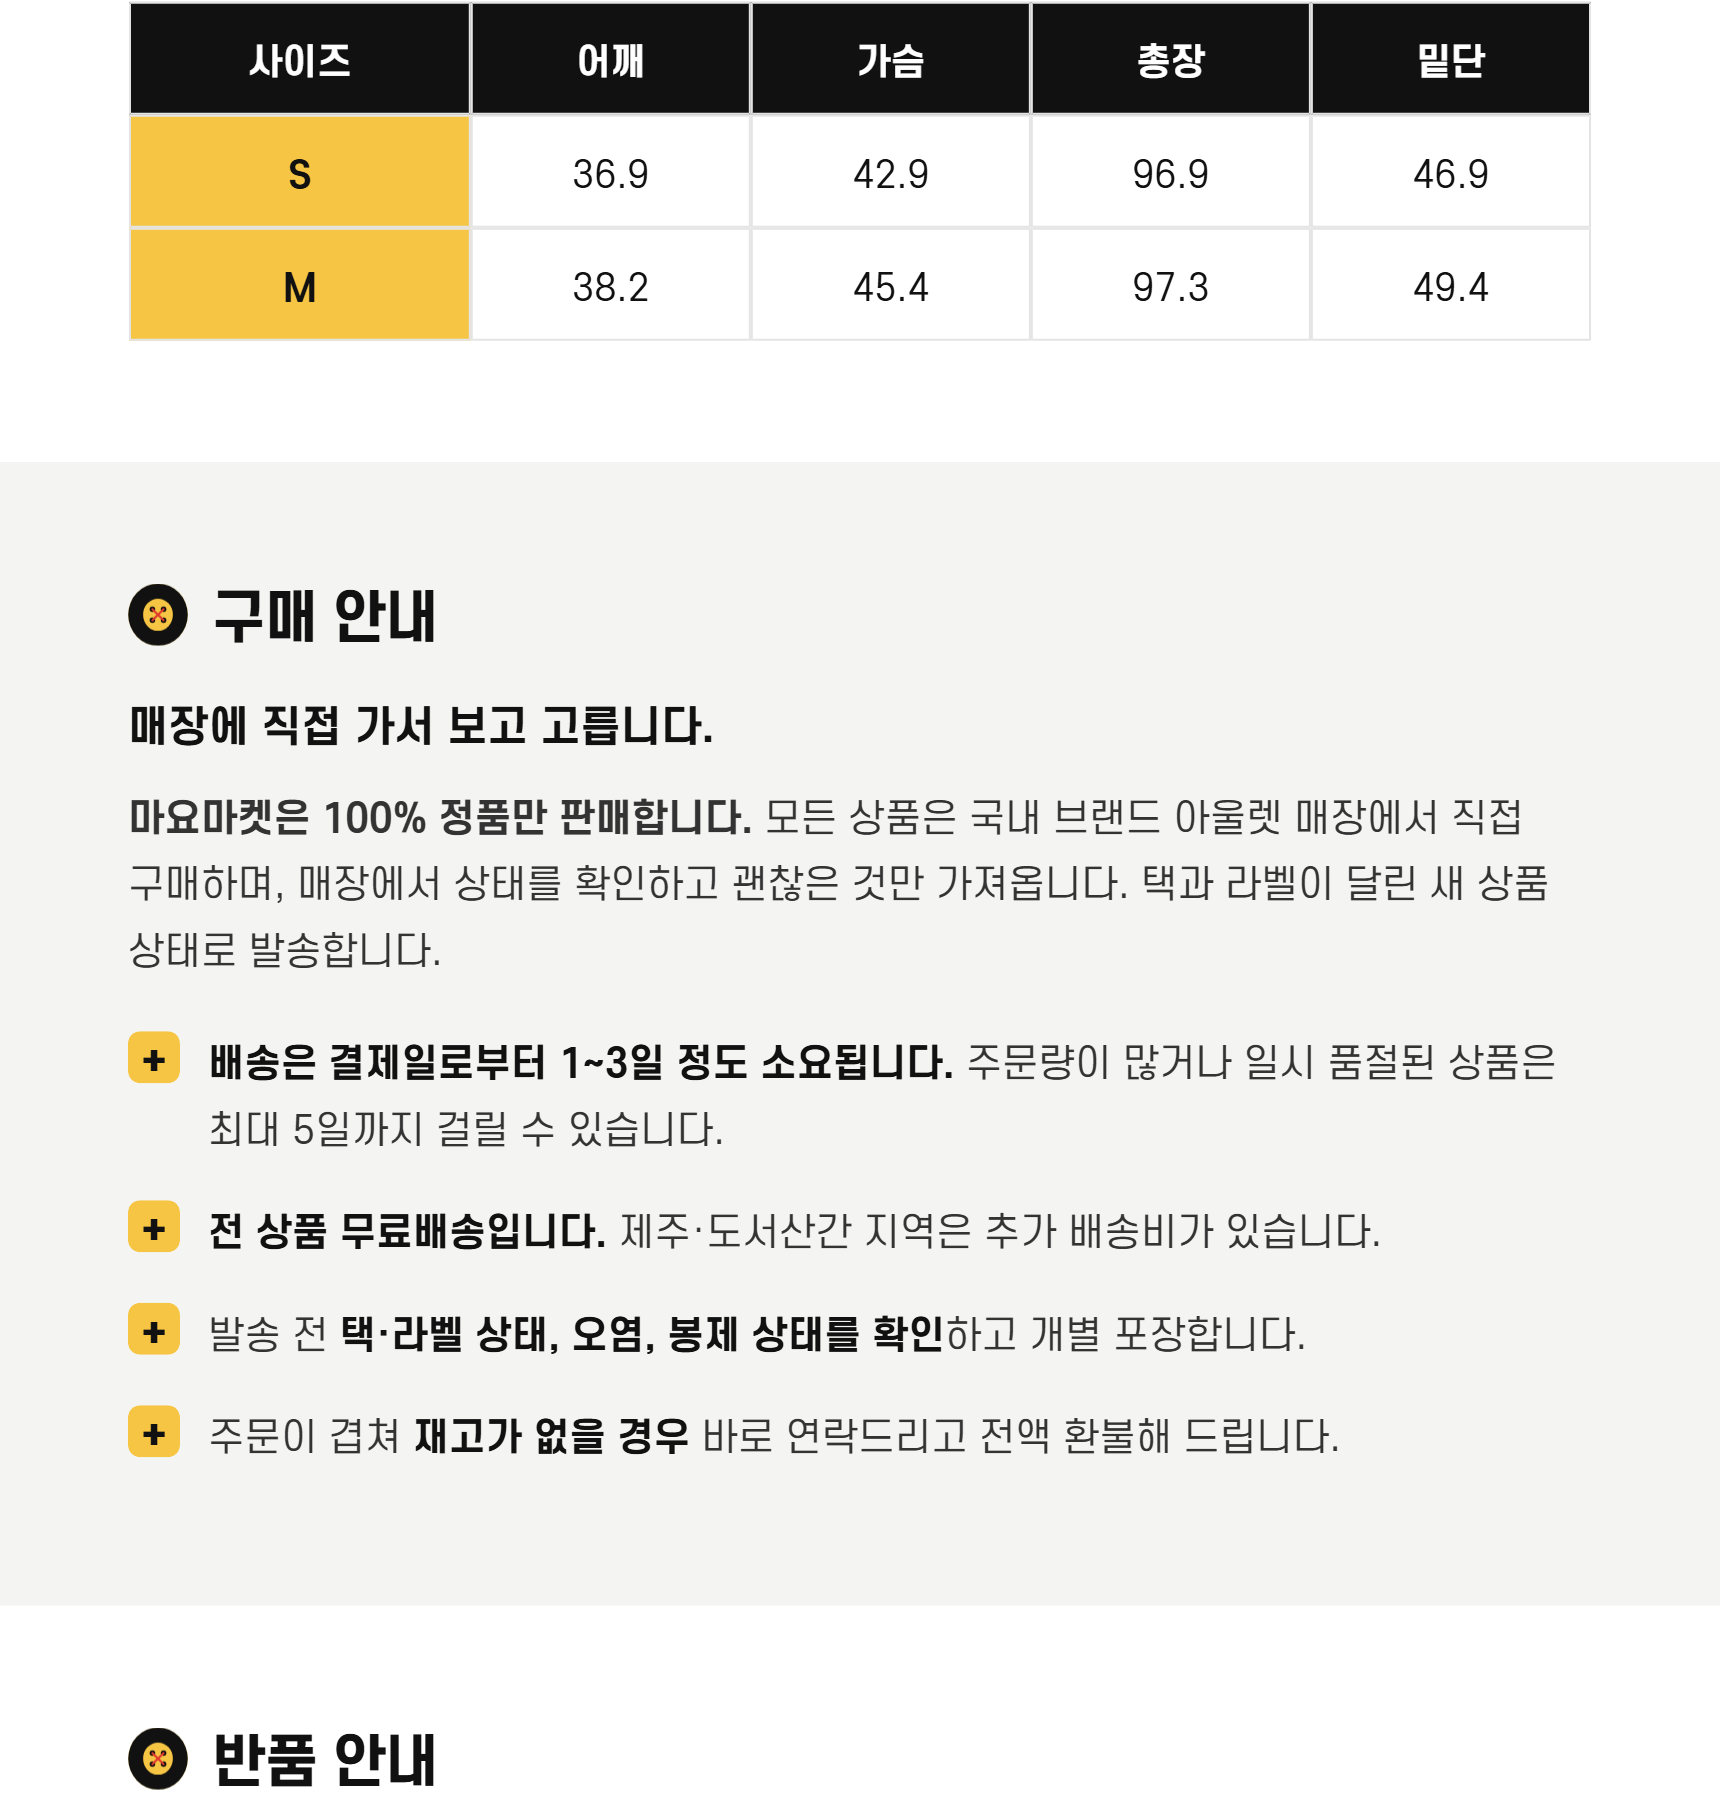 사이즈 어깨 가슴 총장 밑단
S 36.9 42.9 96.9 46.9
M 38.2 45.4 97.3 49.4
구매 안내
매장에 직접 가서 보고 고릅니다.
마요마켓은 100% 정품만 판매합니다. 모든 상품은 국내 브랜드 아울렛 매장에서 직접
구매하며, 매장에서 상태를 확인하고 괜찮은 것만 가져옵니다. 택과 라벨이 달린 새 상품
상태로 발송합니다.
+ 배송은 결제일로부터 1~3일 정도 소요됩니다. 주문량이 많거나 일시 품절된 상품은
최대 5일까지 걸릴 수 있습니다.
+ 전 상품 무료배송입니다. 제주·도서산간 지역은 추가 배송비가 있습니다.
+ 발송 전 택·라벨 상태, 오염, 봉제 상태를 확인하고 개별 포장합니다.
+ 주문이 겹쳐 재고가 없을 경우 바로 연락드리고 전액 환불해 드립니다.
반품 안내